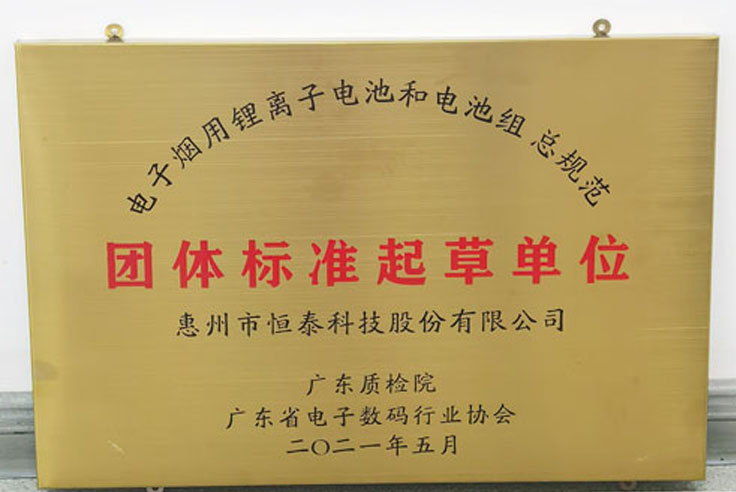 电子烟用锂离子电池和电池组 总规范
团体标准起草单位
惠州市恒泰科技股份有限公司
广东质检院
广东省电子数码行业协会
二〇二一年五月